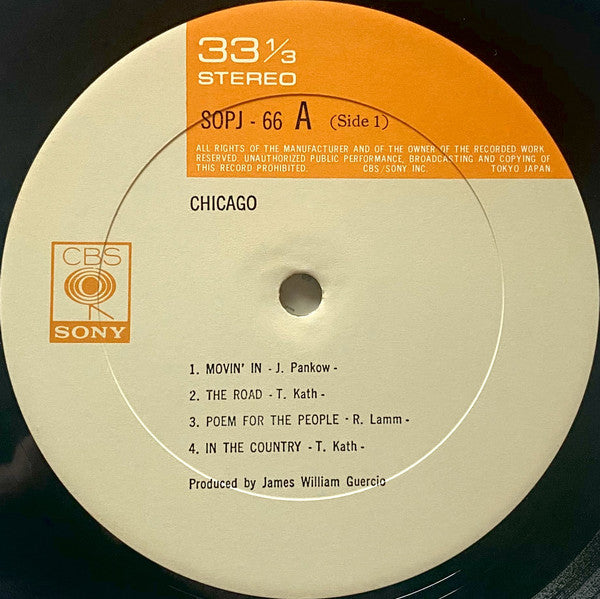 33 1/3
STEREO
SOPJ - 66 A (Side 1)
ALL RIGHTS OF THE MANUFACTURER AND OF THE OWNER OF THE RECORDED WORK
RESERVED. UNAUTHORIZED PUBLIC PERFORMANCE, BROADCASTING AND COPYING OF
THIS RECORD PROHIBITED. CBS/SONY INC. TOKYO JAPAN.
CHICAGO
CBS
SONY
1. MOVIN' IN - J. Pankow -
2. THE ROAD - T. Kath -
3. POEM FOR THE PEOPLE - R. Lamm -
4. IN THE COUNTRY - T. Kath -
Produced by James William Guercio